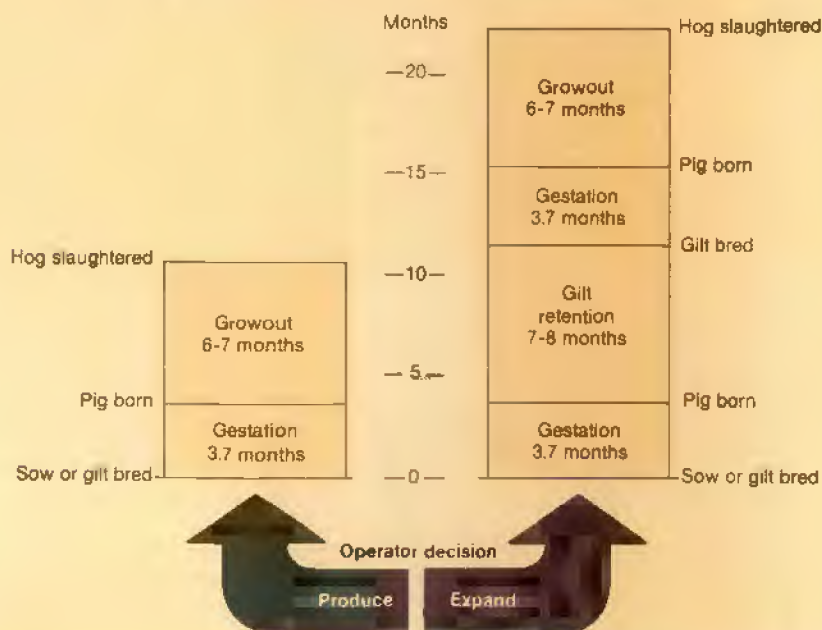 Months
Hog slaughtered
—20—
Growout
6-7 months
—15—
Pig born
Gestation
3.7 months
Gilt bred
Hog slaughtered
—10—
Growout
6-7 months
Gilt
retention
7-8 months
—5—
Pig born
Pig born
Gestation
3.7 months
Gestation
3.7 months
Sow or gilt bred
—0—
Sow or gilt bred
Operator decision
Produce
Expand